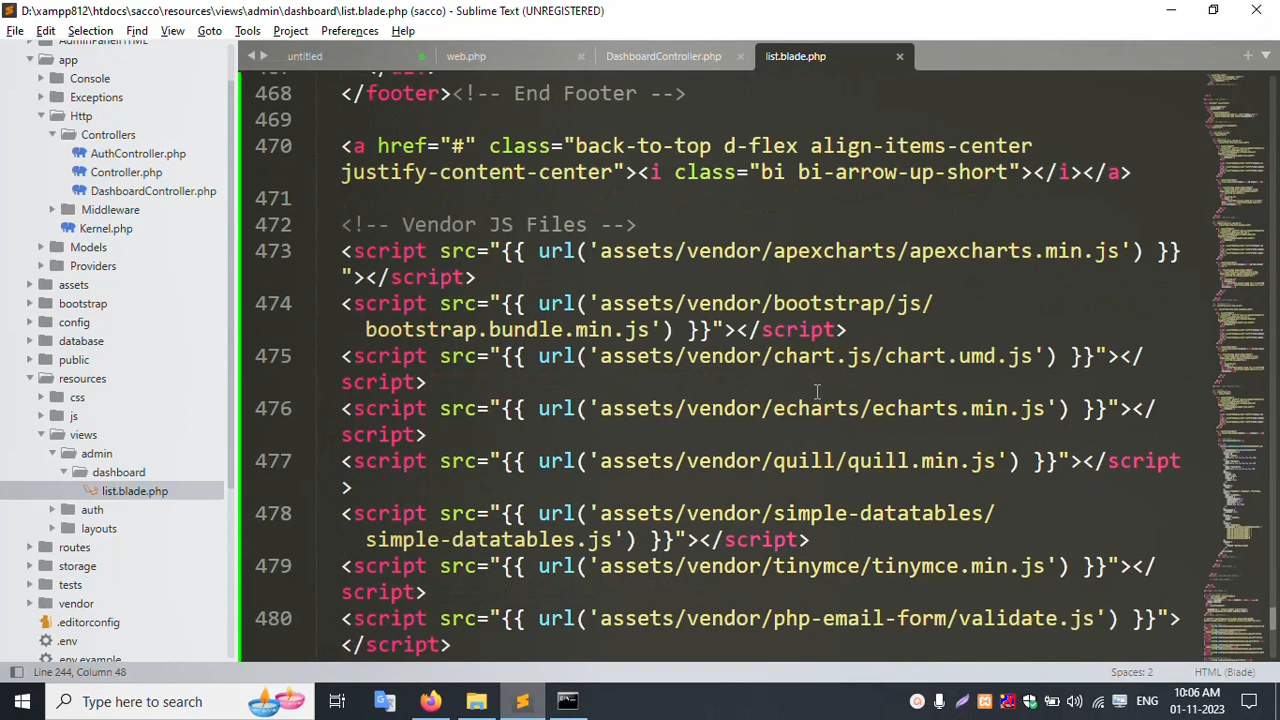 D:\xampp812\htdocs\sacco\resources\views\admin\dashboard\list.blade.php (sacco) - Sublime Text (UNREGISTERED)
File Edit Selection Find View Goto Tools Project Preferences Help
untitled web.php DashboardController.php list.blade.php
app
Console
Exceptions
Http
Controllers
AuthController.php
Controller.php
DashboardController.php
Middleware
Kernel.php
Models
Providers
assets
bootstrap
config
database
public
resources
css
js
views
admin
dashboard
list.blade.php
auth
layouts
routes
storage
tests
vendor
.editorconfig
.env
.env.example
468 </footer><!-- End Footer -->
469
470 <a href="#" class="back-to-top d-flex align-items-center
justify-content-center"><i class="bi bi-arrow-up-short"></i></a>
471
472 <!-- Vendor JS Files -->
473 <script src="{{ url('assets/vendor/apexcharts/apexcharts.min.js') }}
"></script>
474 <script src="{{ url('assets/vendor/bootstrap/js/
bootstrap.bundle.min.js') }}"></script>
475 <script src="{{ url('assets/vendor/chart.js/chart.umd.js') }}"></
script>
476 <script src="{{ url('assets/vendor/echarts/echarts.min.js') }}"></
script>
477 <script src="{{ url('assets/vendor/quill/quill.min.js') }}"></script
>
478 <script src="{{ url('assets/vendor/simple-datatables/
simple-datatables.js') }}"></script>
479 <script src="{{ url('assets/vendor/tinymce/tinymce.min.js') }}"></
script>
480 <script src="{{ url('assets/vendor/php-email-form/validate.js') }}">
</script>
Line 244, Column 48 Spaces: 2 HTML (Blade)
Type here to search ENG 10:06 AM
01-11-2023